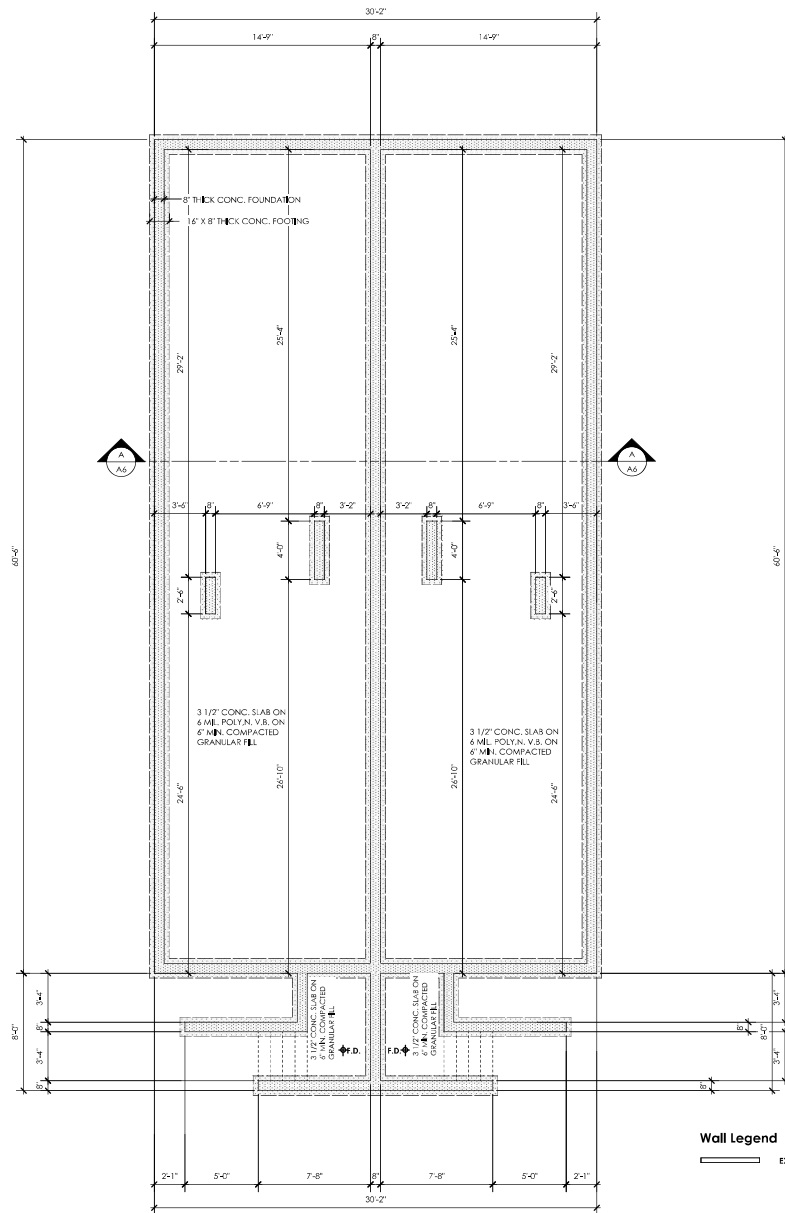 30'-2"
14'-9" 8" 14'-9"
8" THICK CONC. FOUNDATION
16" X 8" THICK CONC. FOOTING
25'-4" 25'-4"
29'-2" 29'-2"
A
A6
A
A6
3'-6" 8" 6'-9" 8" 3'-2" 3'-2" 8" 6'-9" 8" 3'-6"
4'-0" 4'-0"
60'-6" 60'-6"
2'-6" 2'-6"
3 1/2" CONC. SLAB ON
6 MIL. POLY,N. V.B. ON
6" MIN. COMPACTED
GRANULAR FILL
3 1/2" CONC. SLAB ON
6 MIL. POLY,N. V.B. ON
6" MIN. COMPACTED
GRANULAR FILL
24'-6" 26'-10" 26'-10" 24'-6"
3'-4" 3'-4"
3 1/2" CONC. SLAB ON
6" MIN. COMPACTED
GRANULAR FILL
3 1/2" CONC. SLAB ON
6" MIN. COMPACTED
GRANULAR FILL
8'-0" 8" 8" 8" 8'-0"
F.D. F.D.
3'-4" 3'-4"
8" 8" 8"
Wall Legend
EX
2'-1" 5'-0" 7'-8" 8" 7'-8" 5'-0" 2'-1"
30'-2"